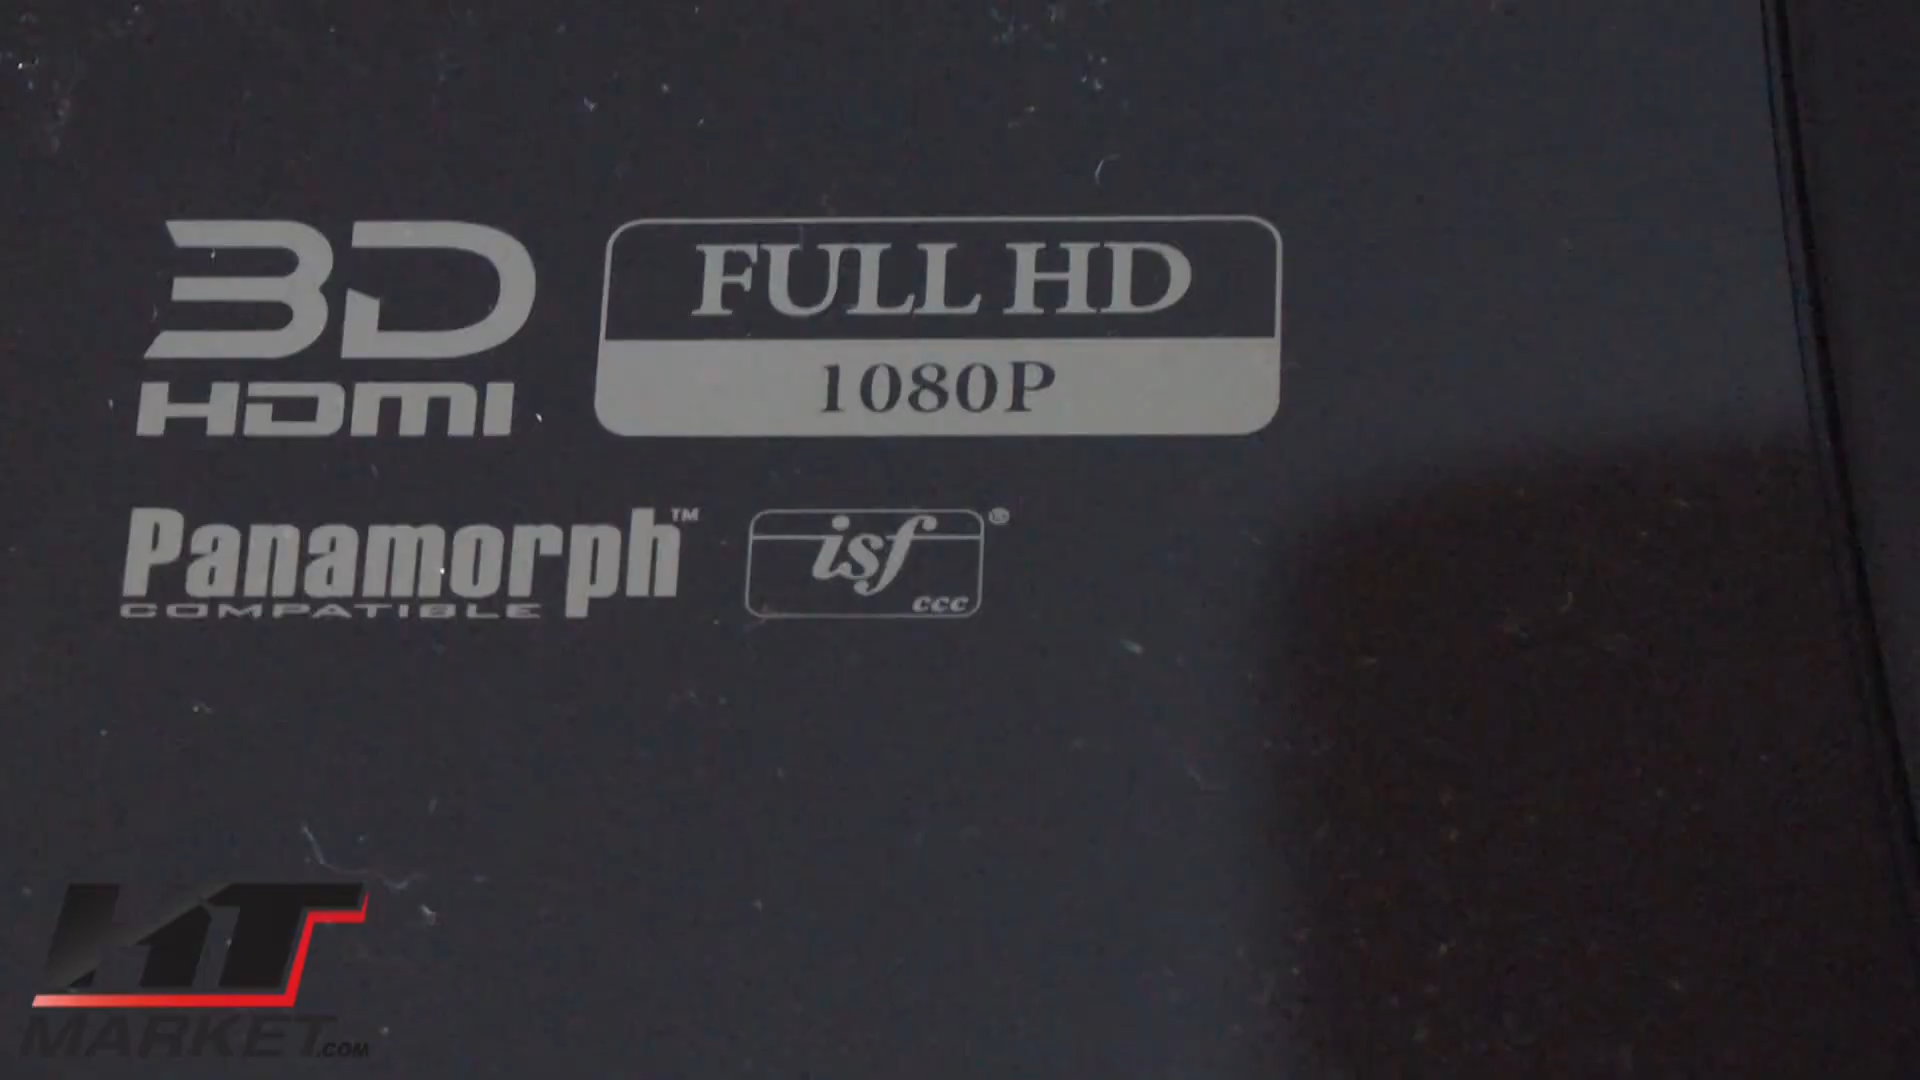 3D FULL HD
HDMI 1080P
Panamorph™ isf®
COMPATIBLE ccc
HT
MARKET.COM